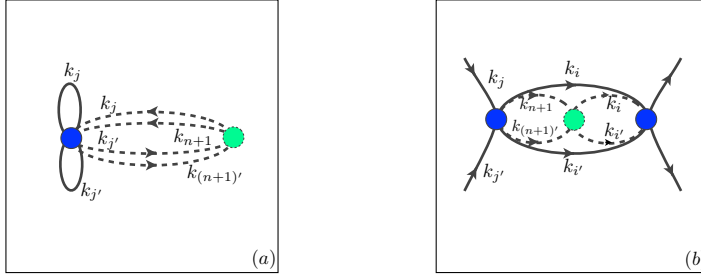 k_j
k_j
k_{j'}
k_{n+1}
k_{(n+1)'}
k_{j'}
(a)
k_j
k_i
k_{n+1}
k_i
k_{(n+1)'}
k_{i'}
k_{j'}
k_{i'}
(b